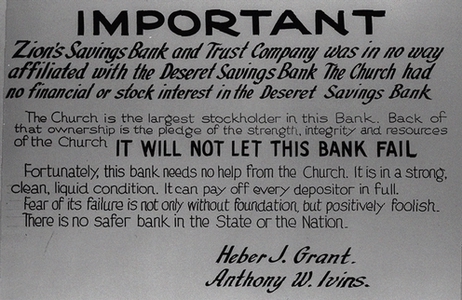 IMPORTANT
Zion's Savings Bank and Trust Company was in no way
affiliated with the Deseret Savings Bank The Church had
no financial or stock interest in the Deseret Savings Bank
The Church is the largest stockholder in this Bank. Back of
that ownership is the pledge of the strength, integrity and resources
of the Church IT WILL NOT LET THIS BANK FAIL
Fortunately, this bank needs no help from the Church. It is in a strong,
clean, liquid condition. It can pay off every depositor in full.
Fear of its failure is not only without foundation, but positively foolish.
There is no safer bank in the State or the Nation.
Heber J. Grant.
Anthony W. Ivins.